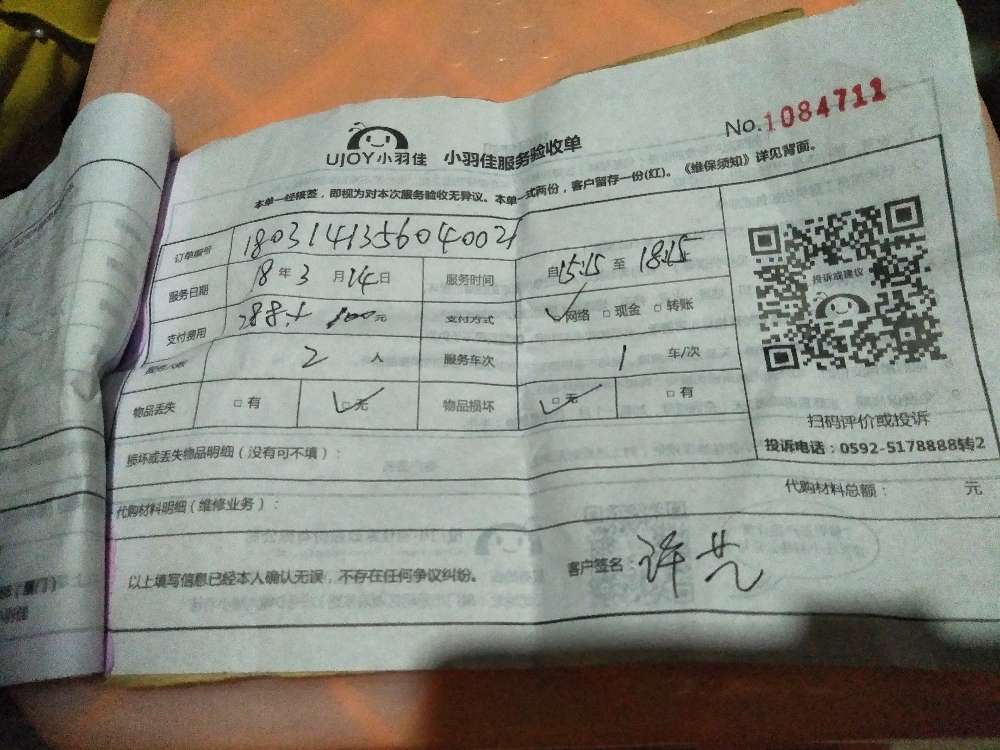 No.1084711
UJOY小羽佳 小羽佳服务验收单
本单一经核签，即视为对本次服务验收无异议。本单一式两份，客户留存一份(红)。《维保须知》详见背面。
订单编号 180314135604002
服务日期 18年3月14日 服务时间 自15:15至18:15
支付费用 288+100元 支付方式 网络 现金 转账
2人 服务车次 1车/次
物品丢失 有 无 物品损坏 无 有
投诉或建议
扫码评价或投诉
投诉电话：0592-5178888转2
损坏或丢失物品明细（没有可不填）：
代购材料明细（维修业务）： 代购材料总额： 元
以上填写信息已经本人确认无误，不存在任何争议纠纷。 客户签名：许